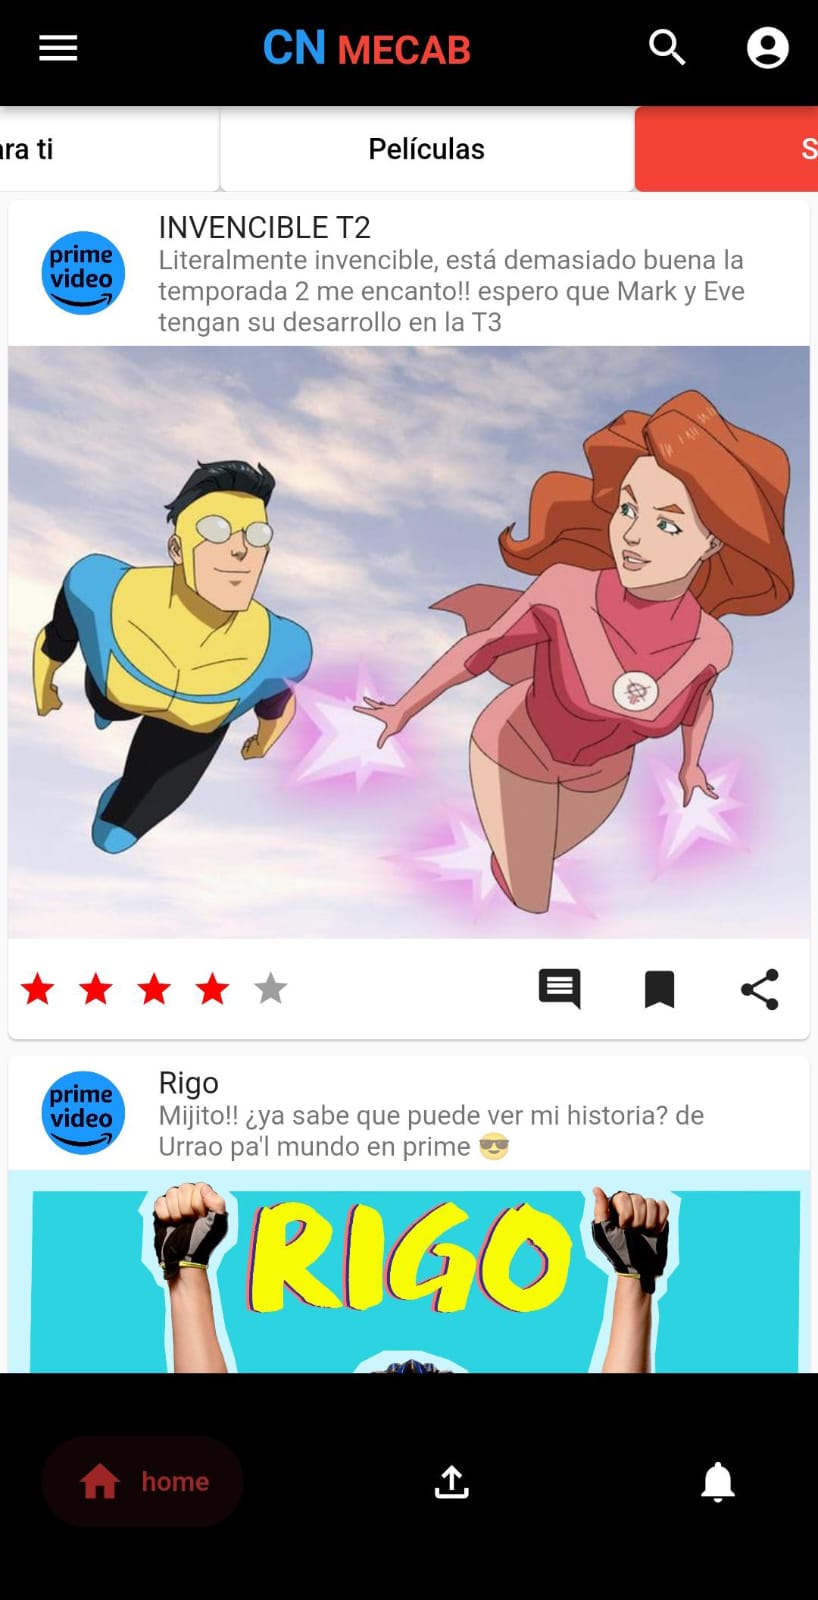 CN MECAB
ra ti
Películas
S
INVENCIBLE T2
prime
video
Literalmente invencible, está demasiado buena la
temporada 2 me encanto!! espero que Mark y Eve
tengan su desarrollo en la T3
Rigo
prime
video
Mijito!! ¿ya sabe que puede ver mi historia? de
Urrao pa'l mundo en prime 😎
RIGO
home